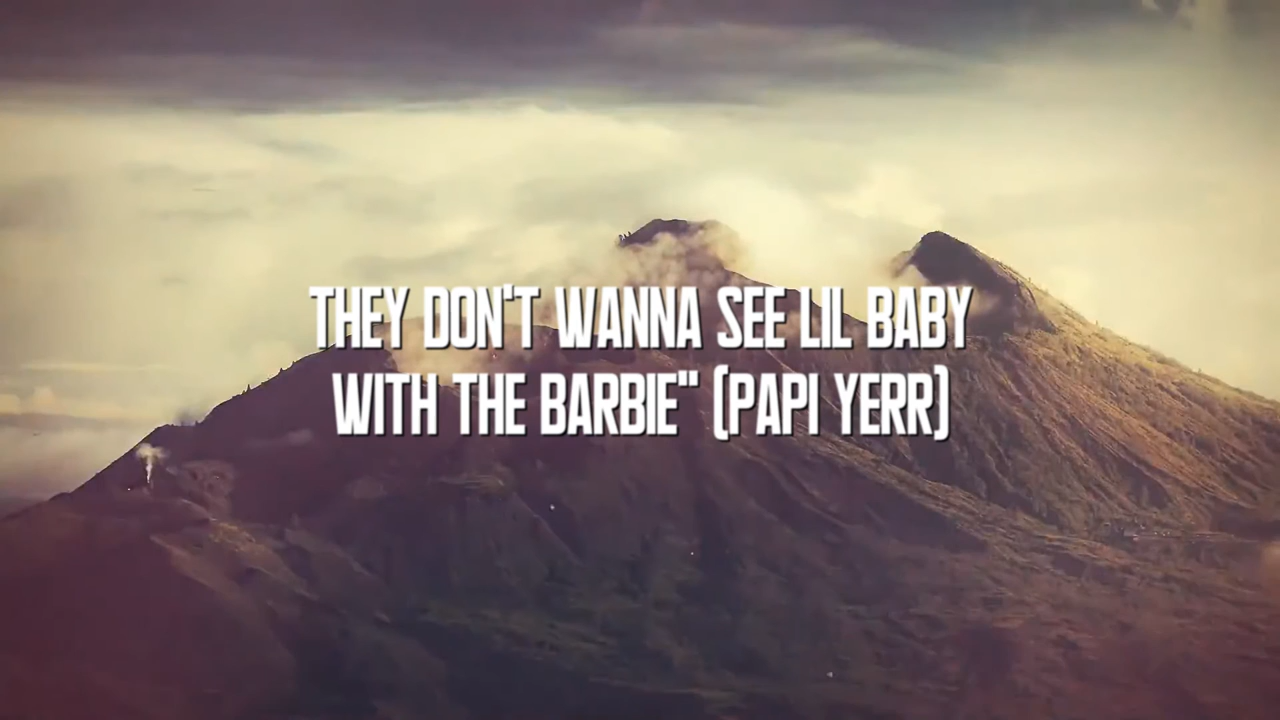 THEY DON'T WANNA SEE LIL BABY
WITH THE BARBIE" (PAPI YERR)